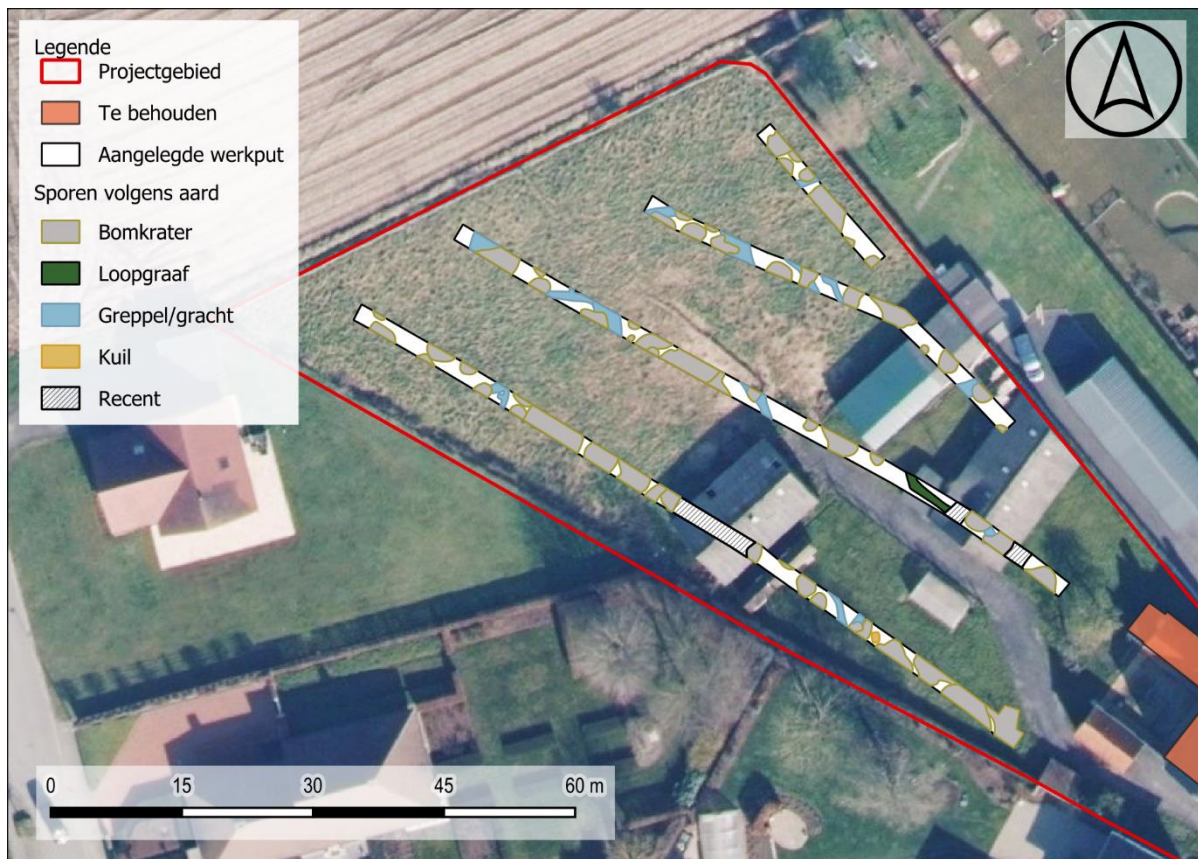 Legende
Projectgebied
Te behouden
Aangelegde werkput
Sporen volgens aard
Bomkrater
Loopgraaf
Greppel/gracht
Kuil
Recent
0 15 30 45 60 m